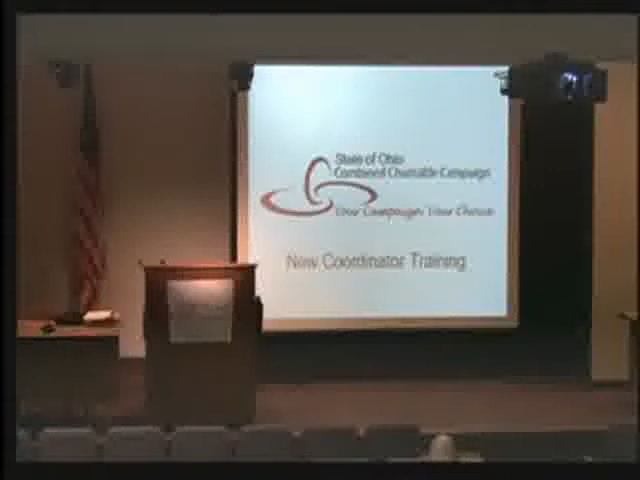 State of Ohio
Combined Charitable Campaign
Your Campaign, Your Choice
New Coordinator Training